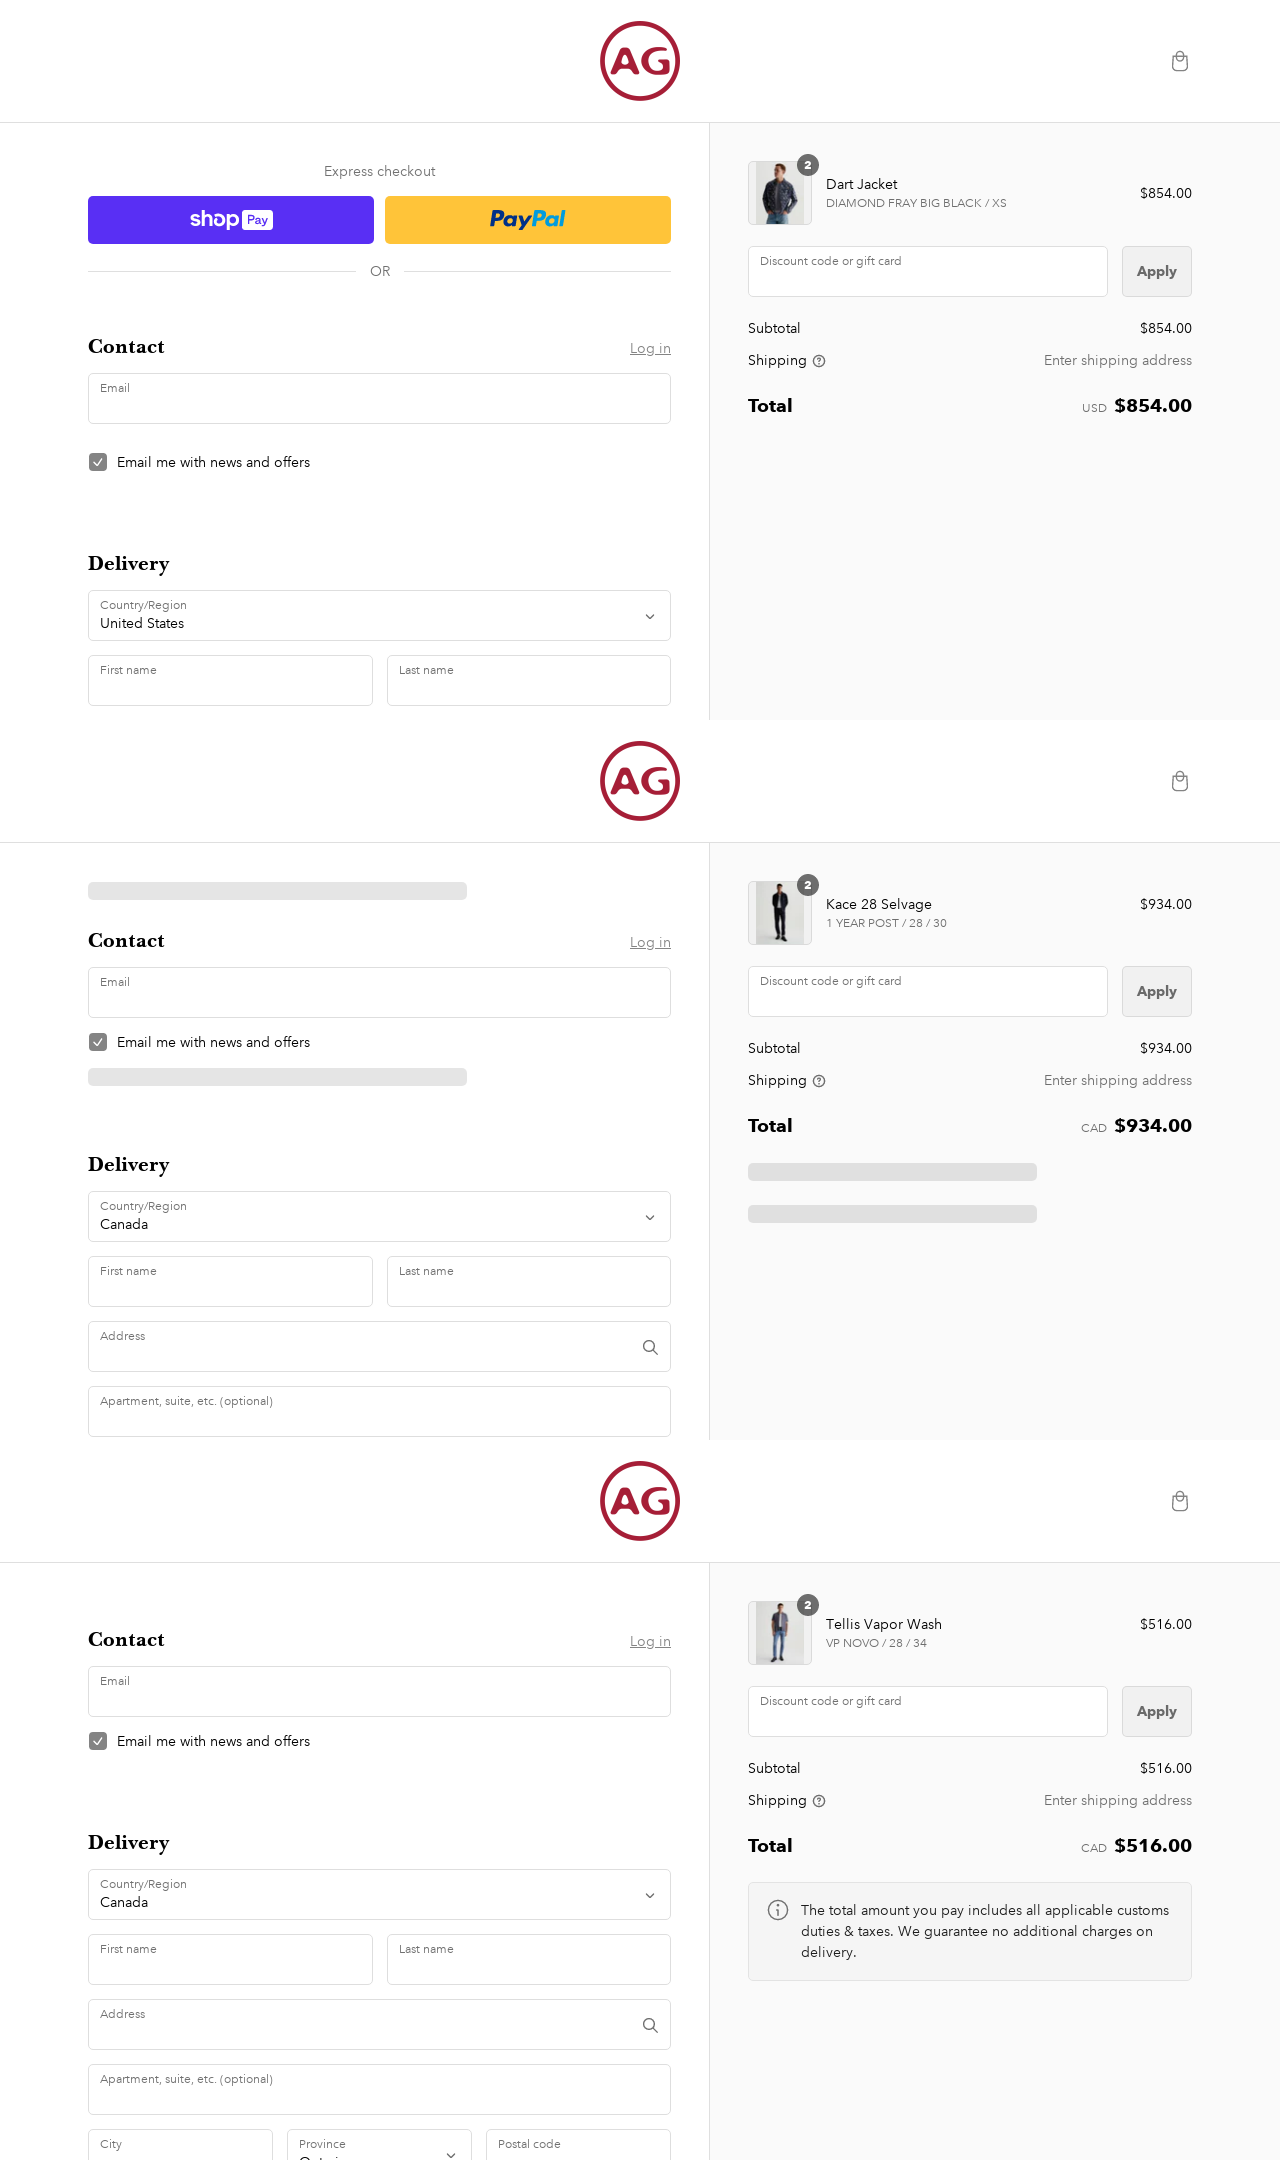 AG
Express checkout
shop Pay
PayPal
OR
Contact
Log in
Email
Email me with news and offers
Delivery
Country/Region
United States
First name
Last name
2
Dart Jacket
DIAMOND FRAY BIG BLACK / XS
$854.00
Discount code or gift card
Apply
Subtotal
$854.00
Shipping
Enter shipping address
Total
USD $854.00
AG
Contact
Log in
Email
Email me with news and offers
Delivery
Country/Region
Canada
First name
Last name
Address
Apartment, suite, etc. (optional)
2
Kace 28 Selvage
1 YEAR POST / 28 / 30
$934.00
Discount code or gift card
Apply
Subtotal
$934.00
Shipping
Enter shipping address
Total
CAD $934.00
AG
Contact
Log in
Email
Email me with news and offers
Delivery
Country/Region
Canada
First name
Last name
Address
Apartment, suite, etc. (optional)
City
Province
Postal code
2
Tellis Vapor Wash
VP NOVO / 28 / 34
$516.00
Discount code or gift card
Apply
Subtotal
$516.00
Shipping
Enter shipping address
Total
CAD $516.00
The total amount you pay includes all applicable customs
duties & taxes. We guarantee no additional charges on
delivery.